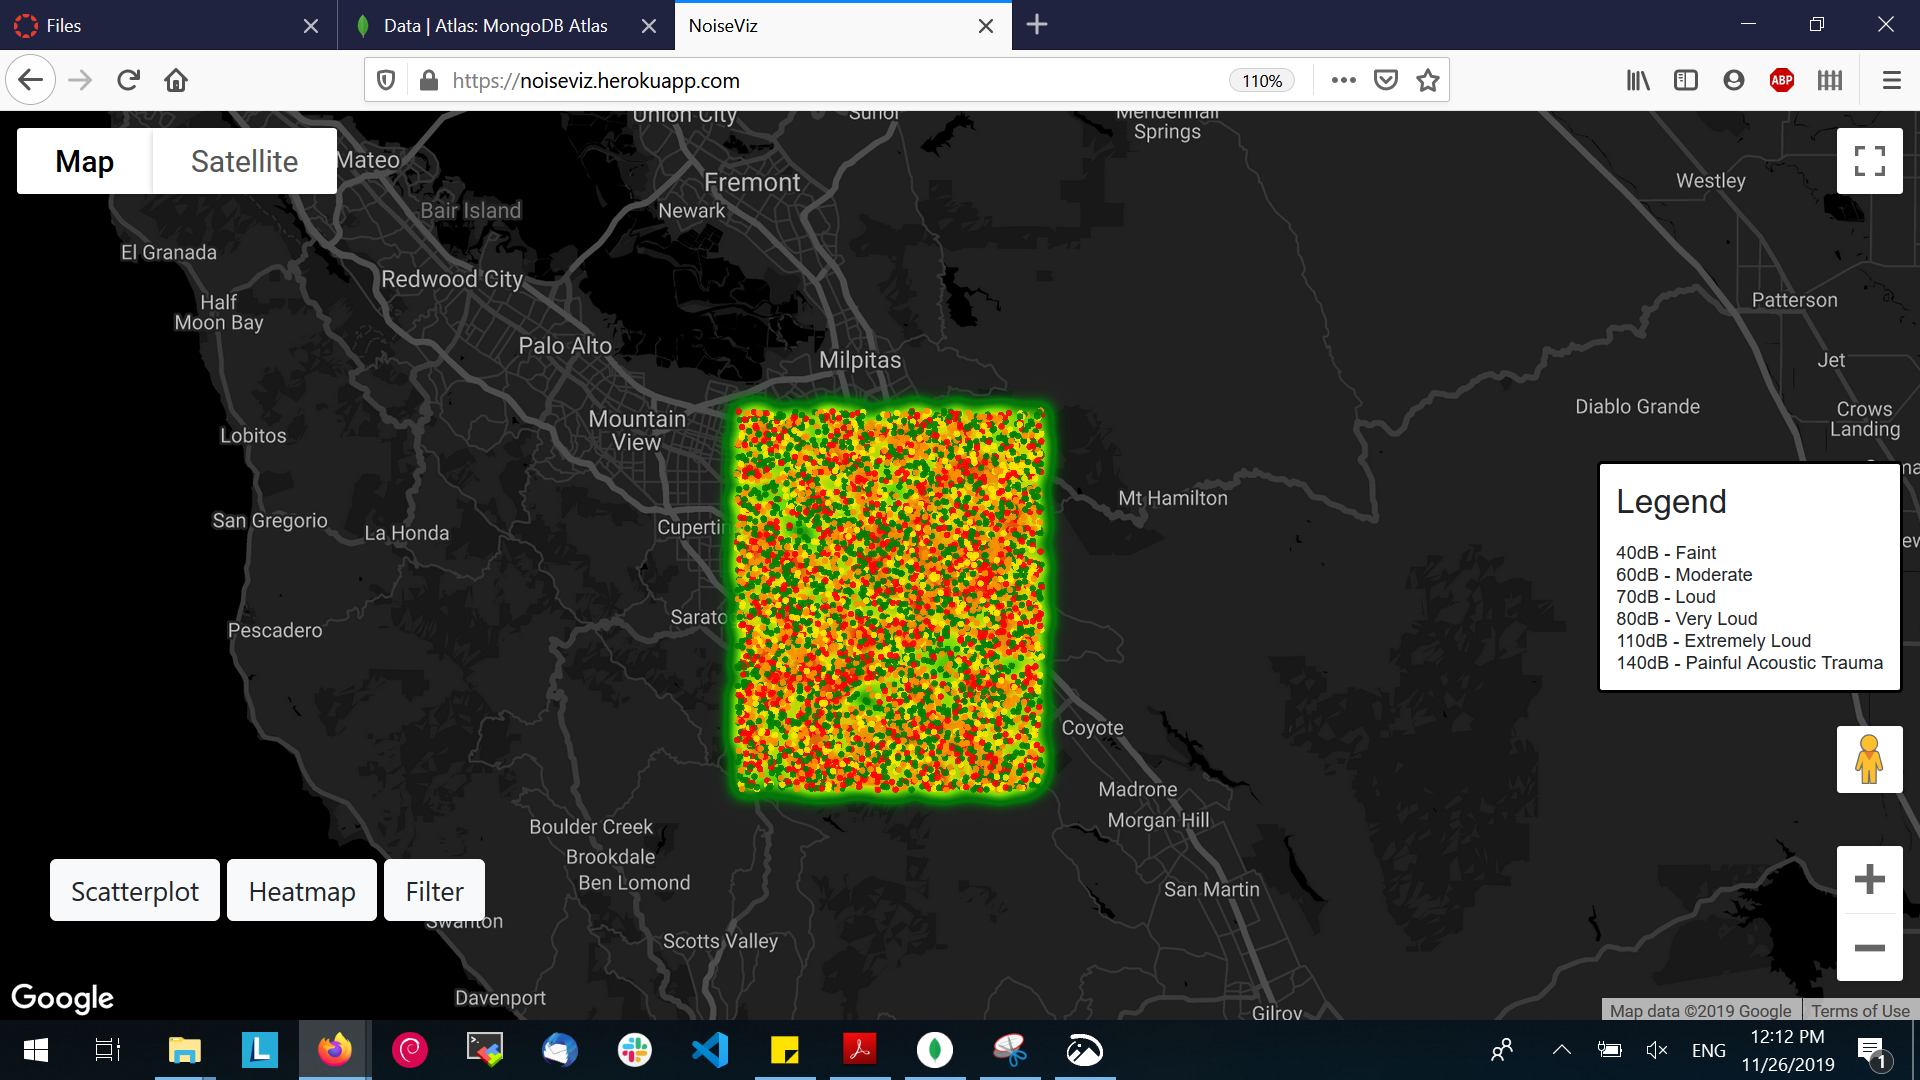 Files
Data | Atlas: MongoDB Atlas
NoiseViz
https://noiseviz.herokuapp.com
110%
ABP
Map
Satellite
Mateo
Union City
Sunol
Mendenhall
Springs
Fremont
Newark
Bair Island
Westley
El Granada
Redwood City
Half
Moon Bay
Patterson
Palo Alto
Milpitas
Jet
Diablo Grande
Crows
Landing
Mountain
View
Lobitos
Mt Hamilton
San Gregorio
La Honda
Cupertin
Sarato
Pescadero
Legend
40dB - Faint
60dB - Moderate
70dB - Loud
80dB - Very Loud
110dB - Extremely Loud
140dB - Painful Acoustic Trauma
Coyote
Madrone
Morgan Hill
Boulder Creek
Brookdale
Ben Lomond
San Martin
Scatterplot
Heatmap
Filter
Swanton
Scotts Valley
Davenport
Gilroy
Google
Map data ©2019 Google
Terms of Use
L
ENG
12:12 PM
11/26/2019
1